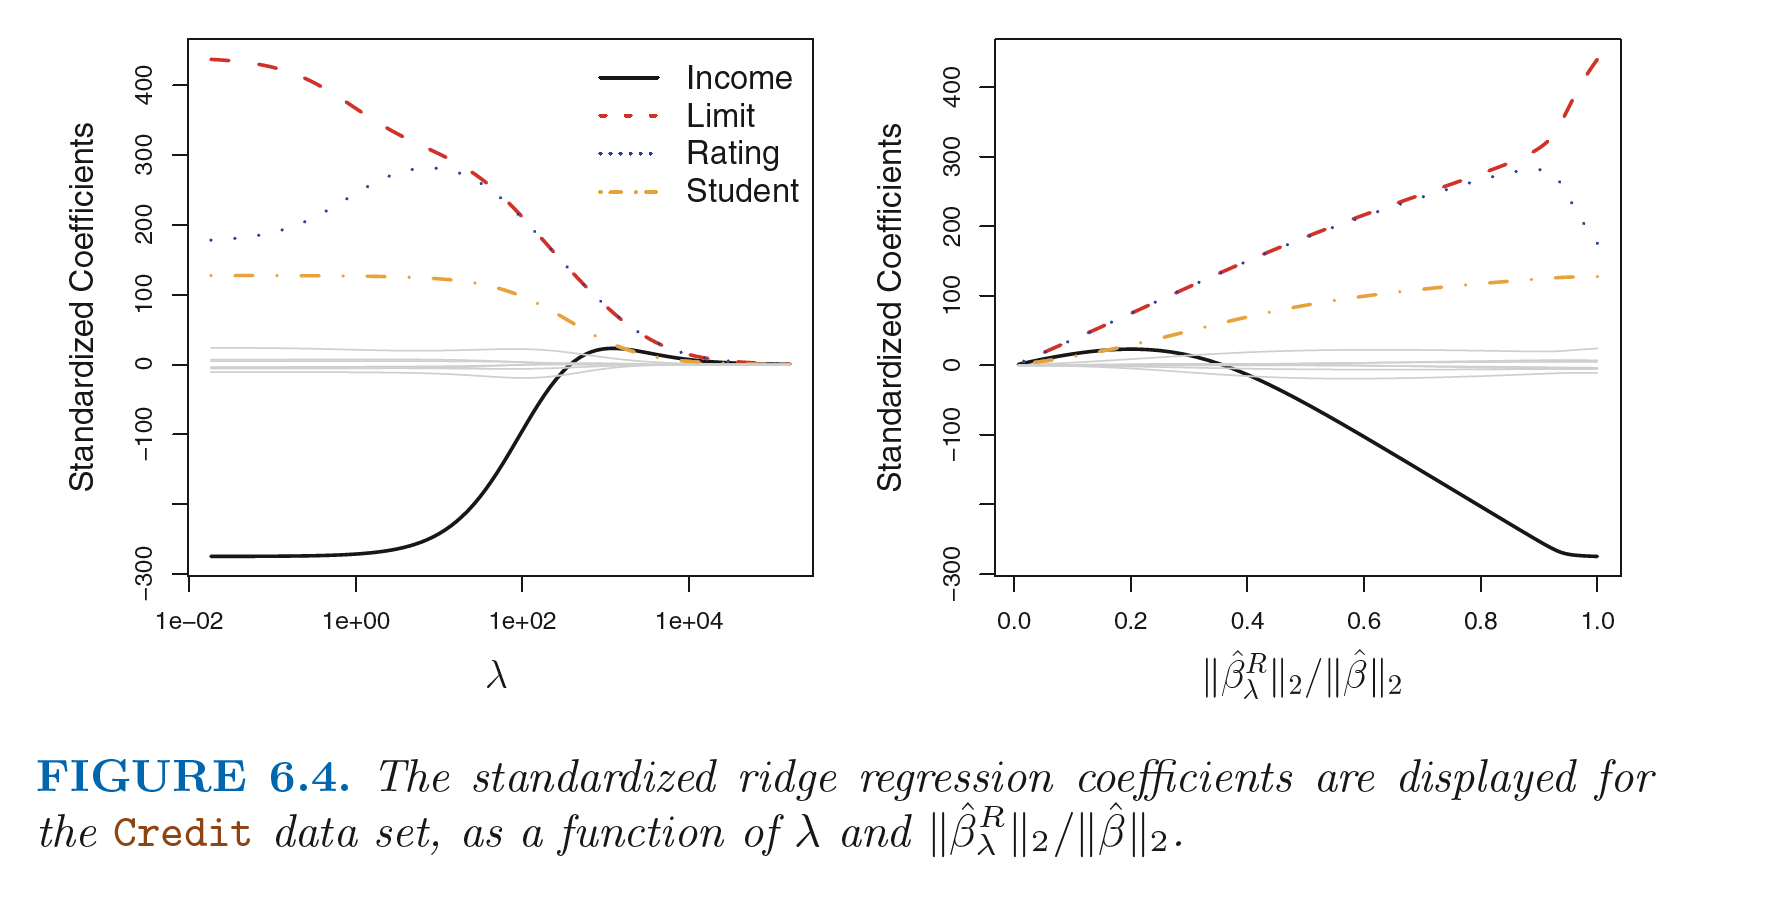 Standardized Coefficients
400
300
200
100
0
−100
−300
1e−02 1e+00 1e+02 1e+04
λ
Income
Limit
Rating
Student
Standardized Coefficients
400
300
200
100
0
−100
−300
0.0 0.2 0.4 0.6 0.8 1.0
‖β̂λᴿ‖₂/‖β̂‖₂
FIGURE 6.4. The standardized ridge regression coefficients are displayed for
the Credit data set, as a function of λ and ‖β̂λᴿ‖₂/‖β̂‖₂.